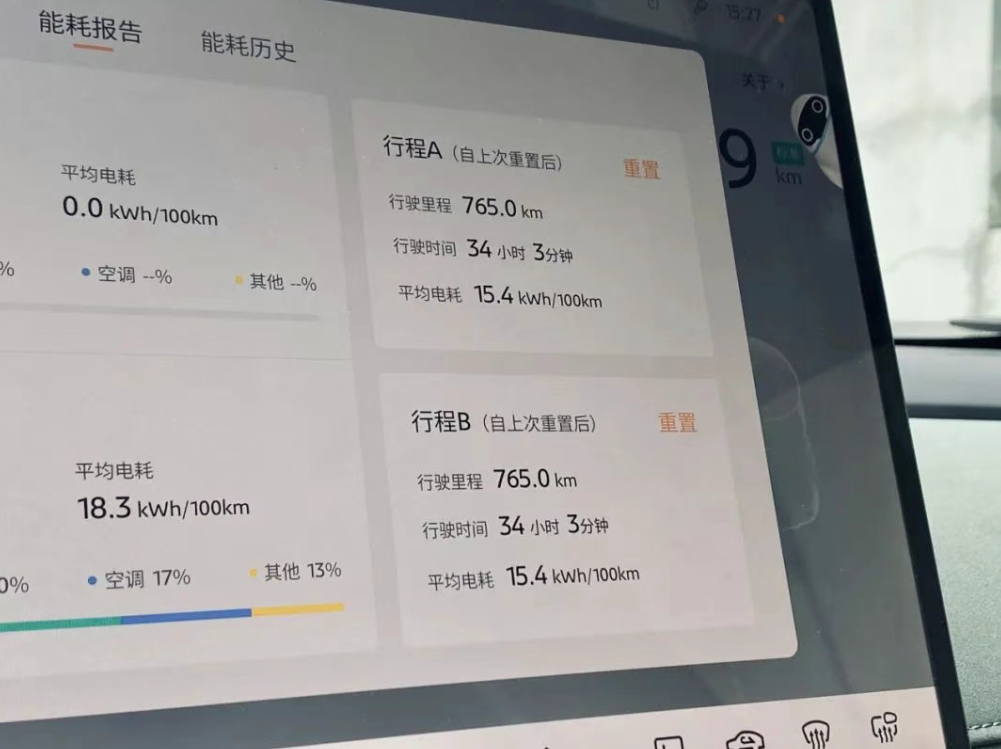 15:27
能耗报告
能耗历史
关于 >
平均电耗
0.0 kWh/100km
%
空调 --%
其他 --%
行程A（自上次重置后）
重置
行驶里程 765.0 km
行驶时间 34 小时 3分钟
平均电耗 15.4 kWh/100km
9
km
平均电耗
18.3 kWh/100km
0%
空调 17%
其他 13%
行程B（自上次重置后）
重置
行驶里程 765.0 km
行驶时间 34 小时 3分钟
平均电耗 15.4 kWh/100km